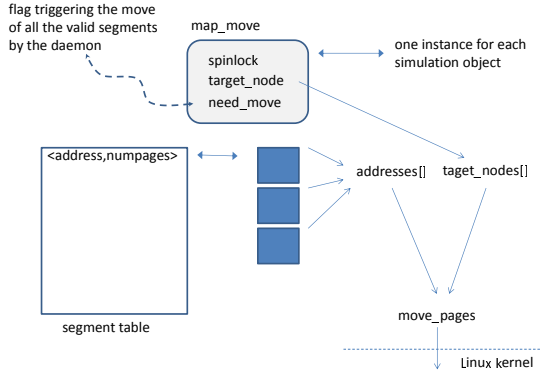 flag triggering the move
of all the valid segments
by the daemon
map_move
spinlock
target_node
need_move
one instance for each
simulation object
<address,numpages>
addresses[]
taget_nodes[]
segment table
move_pages
Linux kernel